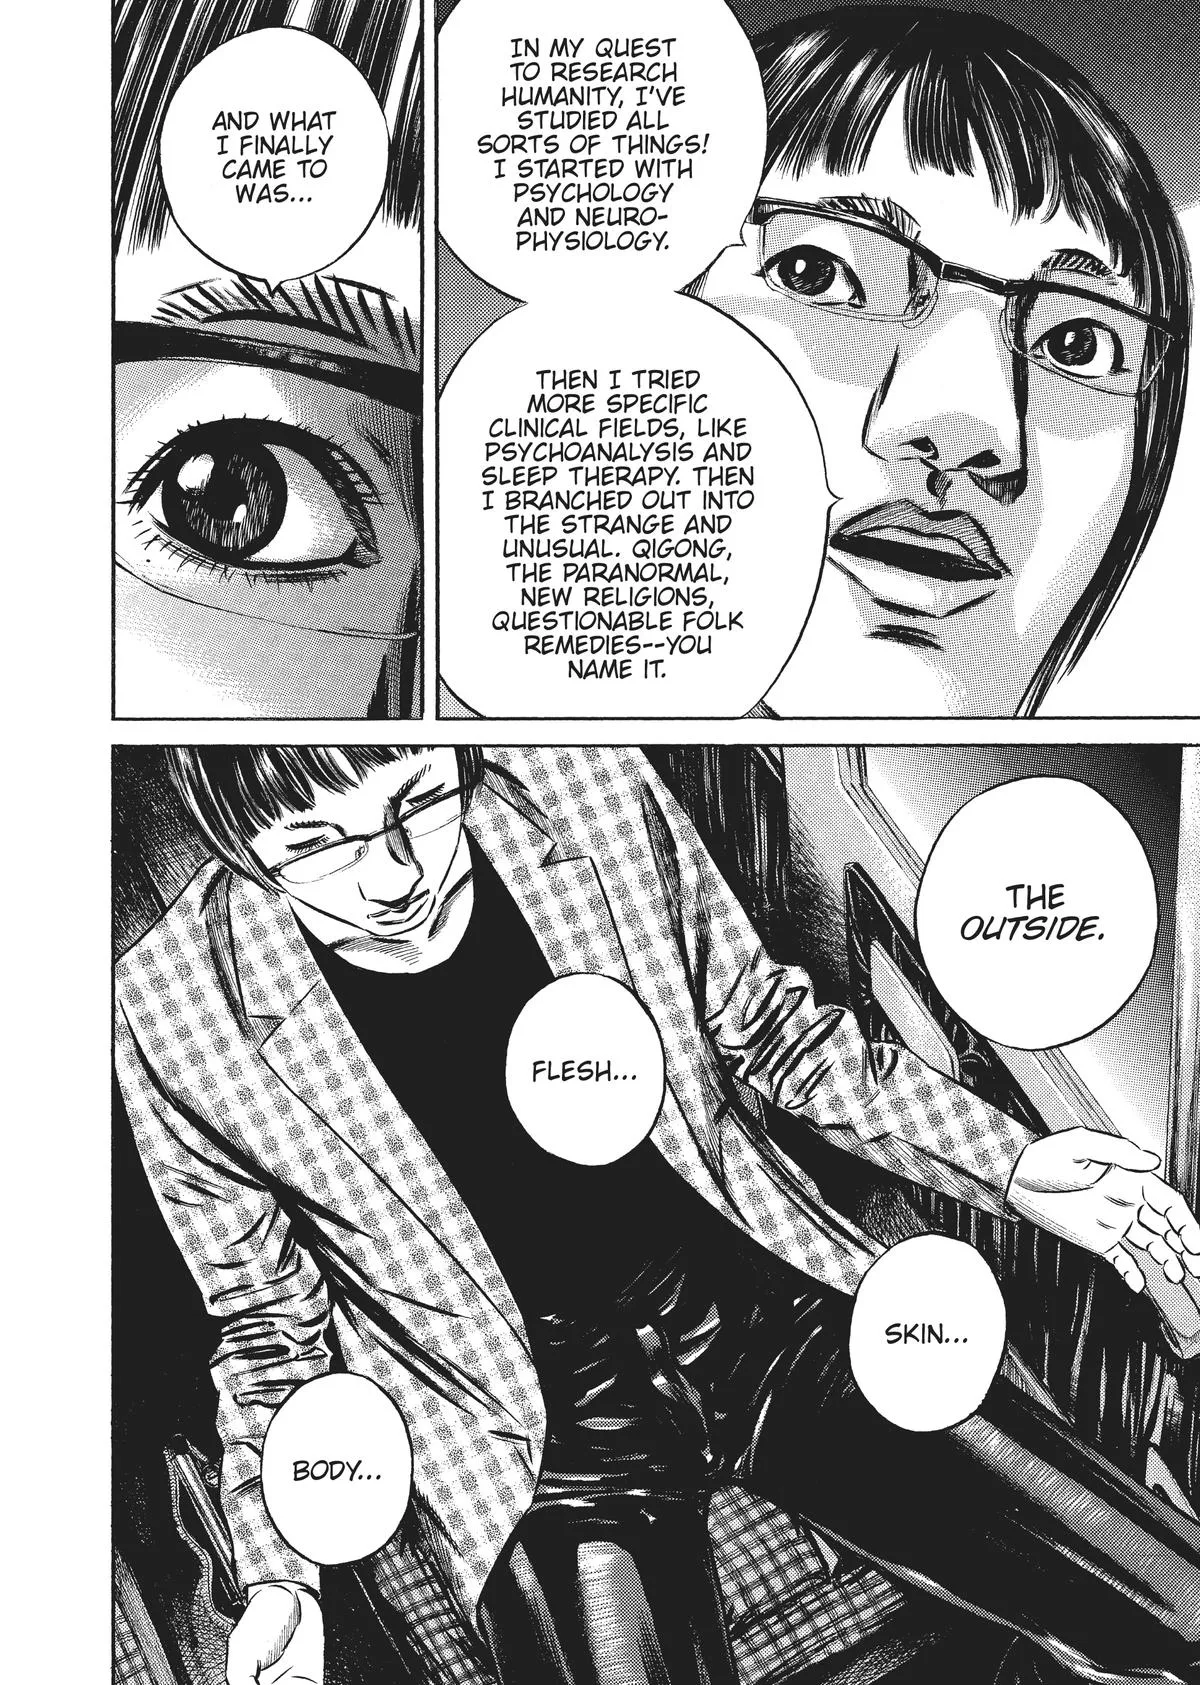 IN MY QUEST
TO RESEARCH
HUMANITY, I'VE
STUDIED ALL
SORTS OF THINGS!
I STARTED WITH
PSYCHOLOGY
AND NEURO-
PHYSIOLOGY.
THEN I TRIED
MORE SPECIFIC
CLINICAL FIELDS, LIKE
PSYCHOANALYSIS AND
SLEEP THERAPY. THEN
I BRANCHED OUT INTO
THE STRANGE AND
UNUSUAL. QIGONG,
THE PARANORMAL,
NEW RELIGIONS,
QUESTIONABLE FOLK
REMEDIES--YOU
NAME IT.
AND WHAT
I FINALLY
CAME TO
WAS...
THE
OUTSIDE.
FLESH...
SKIN...
BODY...